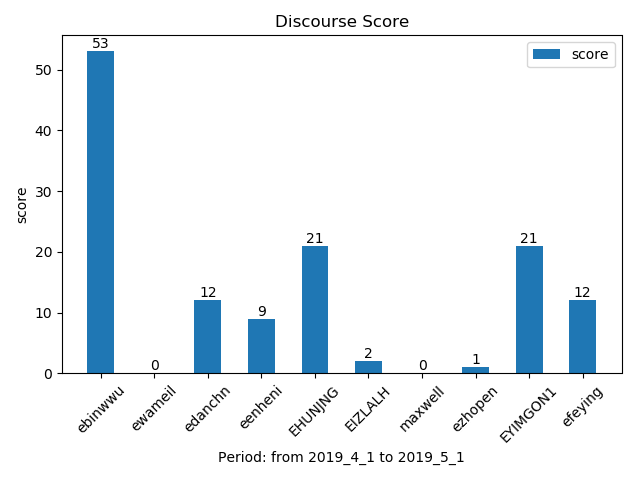 Discourse Score
score
53
0
12
9
21
2
0
1
21
12
score
50
40
30
20
10
0
ebinwwu
ewameil
edanchn
eenheni
EHUNJNG
EIZLALH
maxwell
ezhopen
EYIMGON1
efeying
Period: from 2019_4_1 to 2019_5_1